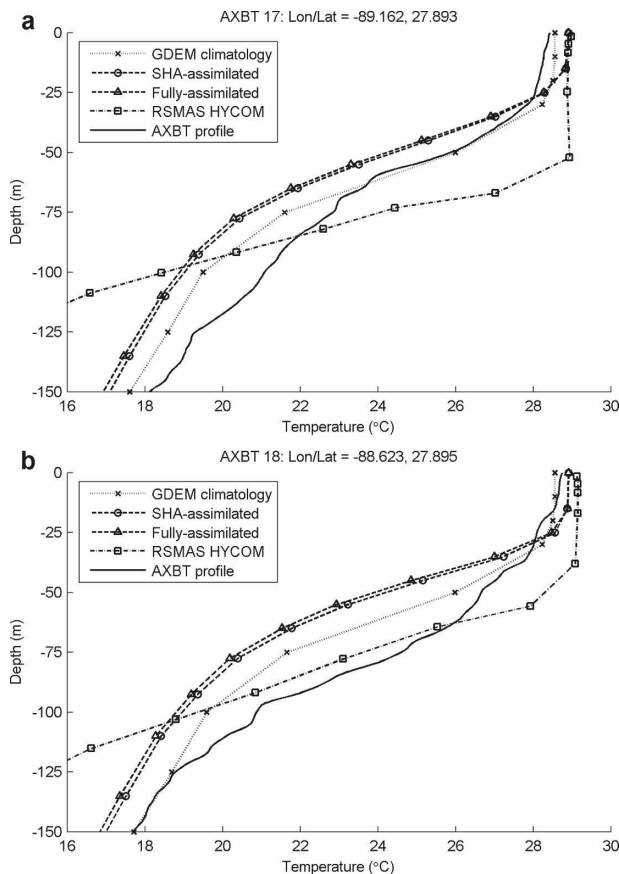 a
AXBT 17: Lon/Lat = -89.162, 27.893
GDEM climatology
SHA-assimilated
Fully-assimilated
RSMAS HYCOM
AXBT profile
0
-25
-50
-75
-100
-125
-150
Depth (m)
16 18 20 22 24 26 28 30
Temperature (°C)
b
AXBT 18: Lon/Lat = -88.623, 27.895
GDEM climatology
SHA-assimilated
Fully-assimilated
RSMAS HYCOM
AXBT profile
0
-25
-50
-75
-100
-125
-150
Depth (m)
16 18 20 22 24 26 28 30
Temperature (°C)